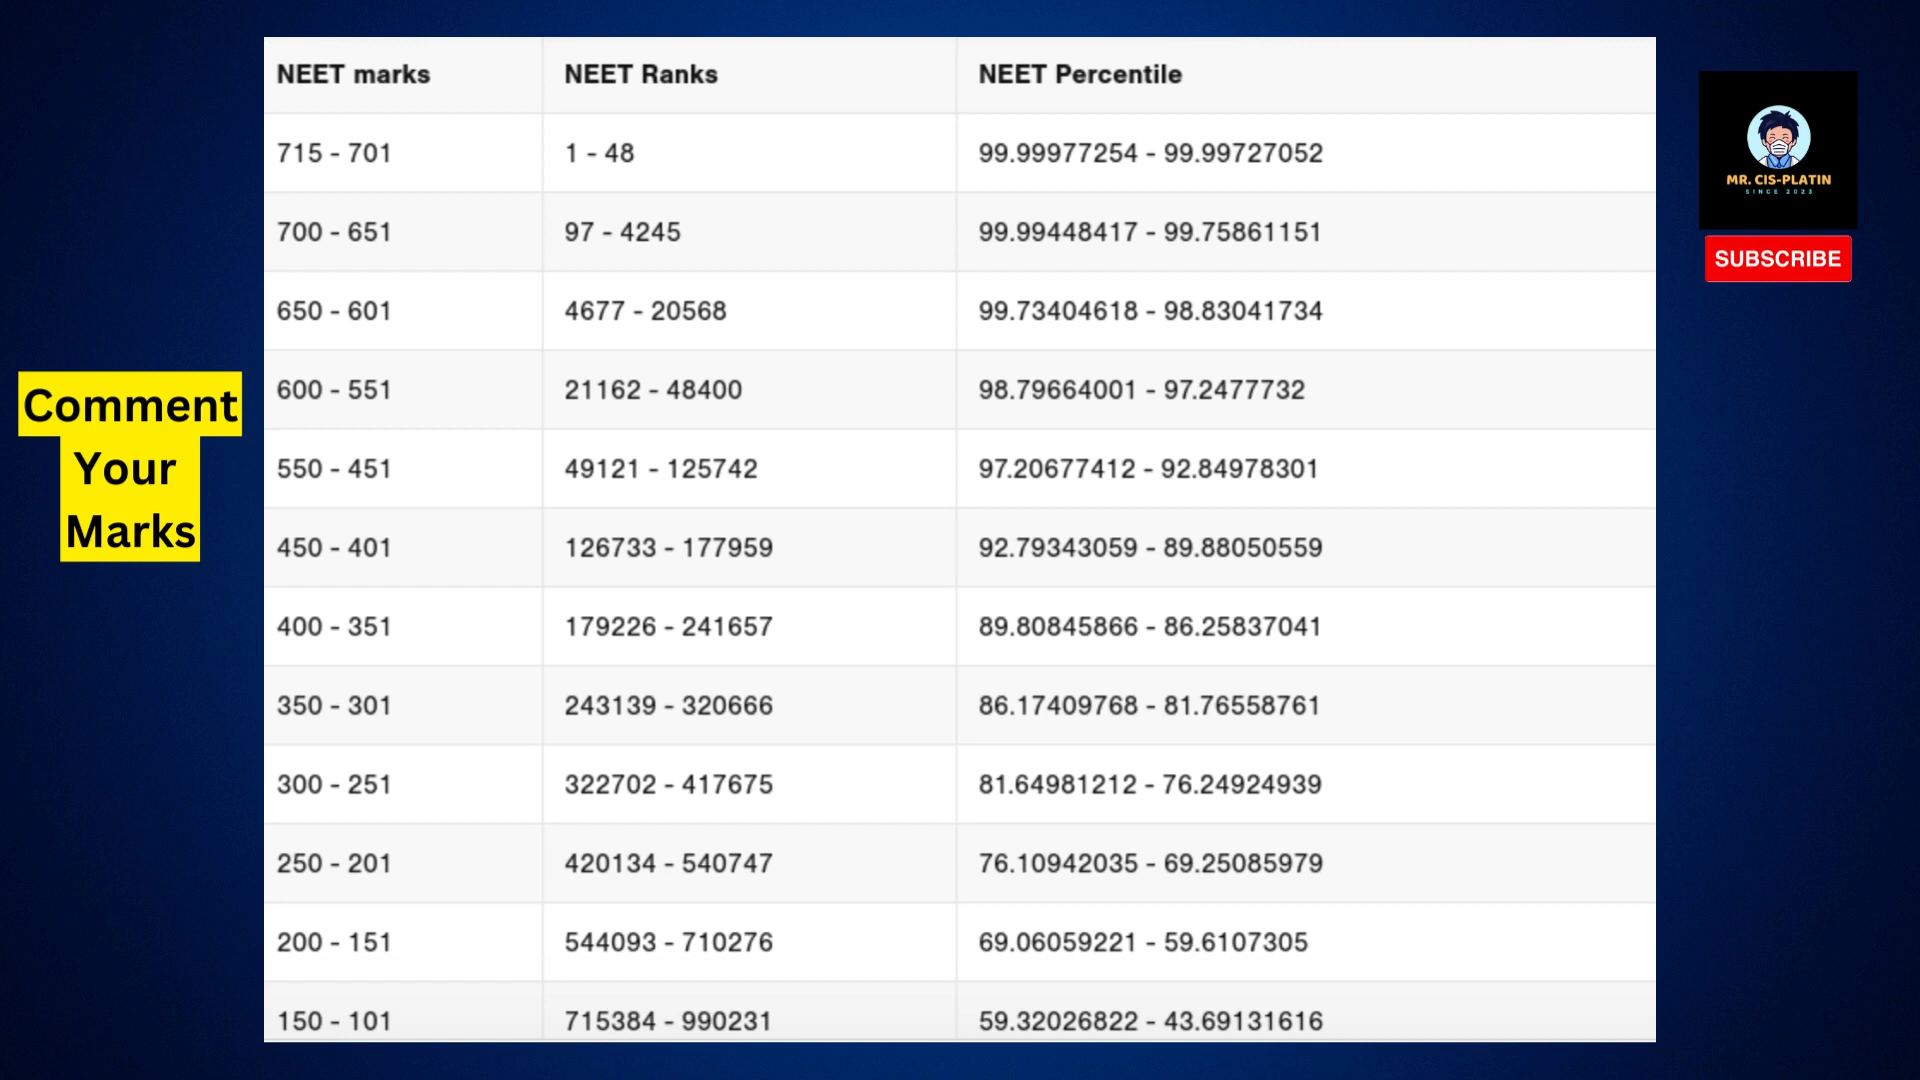 NEET marks NEET Ranks NEET Percentile
715 - 701 1 - 48 99.99977254 - 99.99727052
700 - 651 97 - 4245 99.99448417 - 99.75861151
650 - 601 4677 - 20568 99.73404618 - 98.83041734
600 - 551 21162 - 48400 98.79664001 - 97.2477732
550 - 451 49121 - 125742 97.20677412 - 92.84978301
450 - 401 126733 - 177959 92.79343059 - 89.88050559
400 - 351 179226 - 241657 89.80845866 - 86.25837041
350 - 301 243139 - 320666 86.17409768 - 81.76558761
300 - 251 322702 - 417675 81.64981212 - 76.24924939
250 - 201 420134 - 540747 76.10942035 - 69.25085979
200 - 151 544093 - 710276 69.06059221 - 59.6107305
150 - 101 715384 - 990231 59.32026822 - 43.69131616
Comment
Your
Marks
MR. CIS-PLATIN
SINCE 2023
SUBSCRIBE